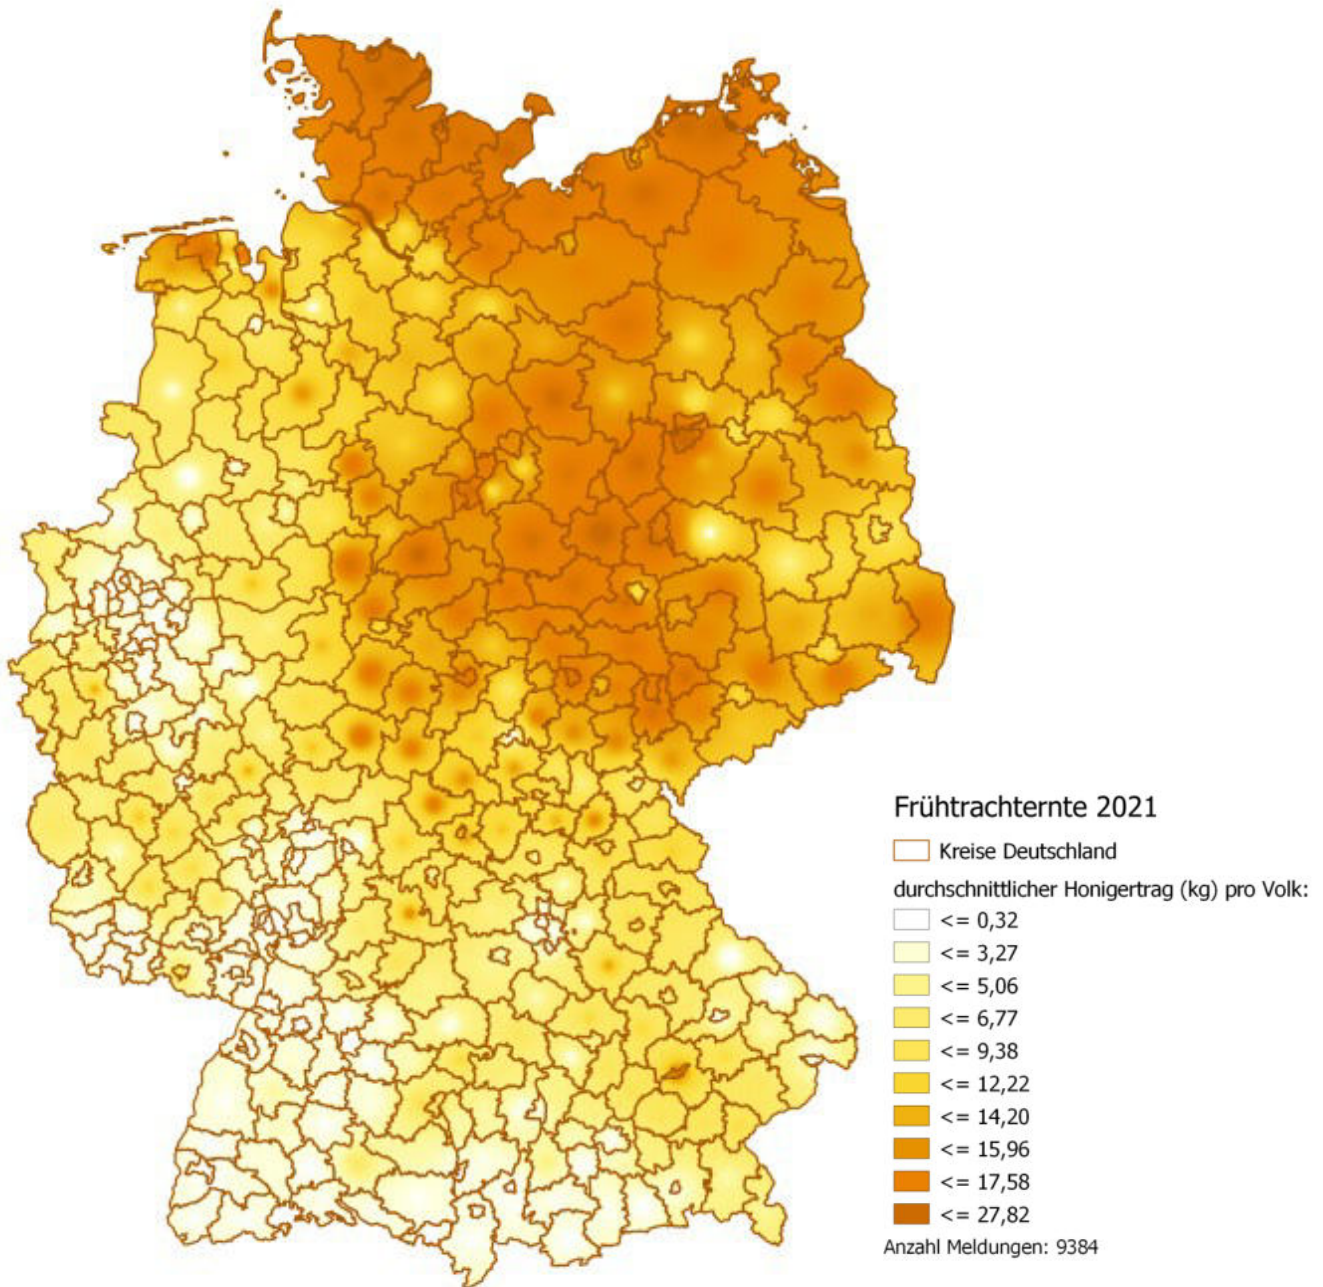 Frühtrachternte 2021
Kreise Deutschland
durchschnittlicher Honigertrag (kg) pro Volk:
<= 0,32
<= 3,27
<= 5,06
<= 6,77
<= 9,38
<= 12,22
<= 14,20
<= 15,96
<= 17,58
<= 27,82
Anzahl Meldungen: 9384